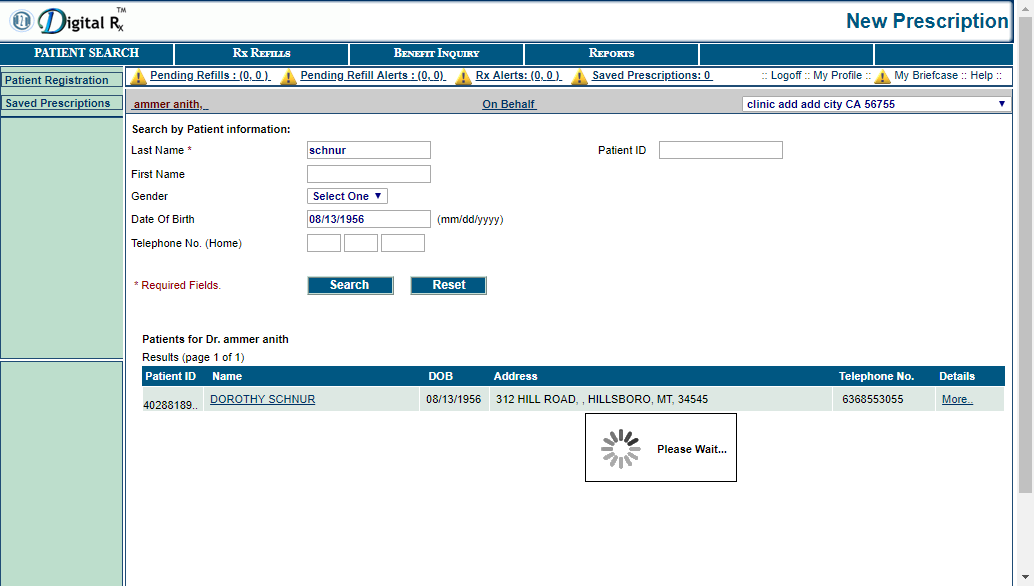 Digital Rx TM
New Prescription
PATIENT SEARCH RX REFILLS BENEFIT INQUIRY REPORTS
Pending Refills : (0, 0 ) Pending Refill Alerts : (0, 0) Rx Alerts: (0, 0 ) Saved Prescriptions: 0 :: Logoff :: My Profile :: My Briefcase :: Help ::
Patient Registration
Saved Prescriptions
ammer anith, On Behalf clinic add add city CA 56755
Search by Patient information:
Last Name * schnur Patient ID
First Name
Gender Select One
Date Of Birth 08/13/1956 (mm/dd/yyyy)
Telephone No. (Home)
* Required Fields. Search Reset
Patients for Dr. ammer anith
Results (page 1 of 1)
Patient ID Name DOB Address Telephone No. Details
40288189.. DOROTHY SCHNUR 08/13/1956 312 HILL ROAD, , HILLSBORO, MT, 34545 6368553055 More..
Please Wait...